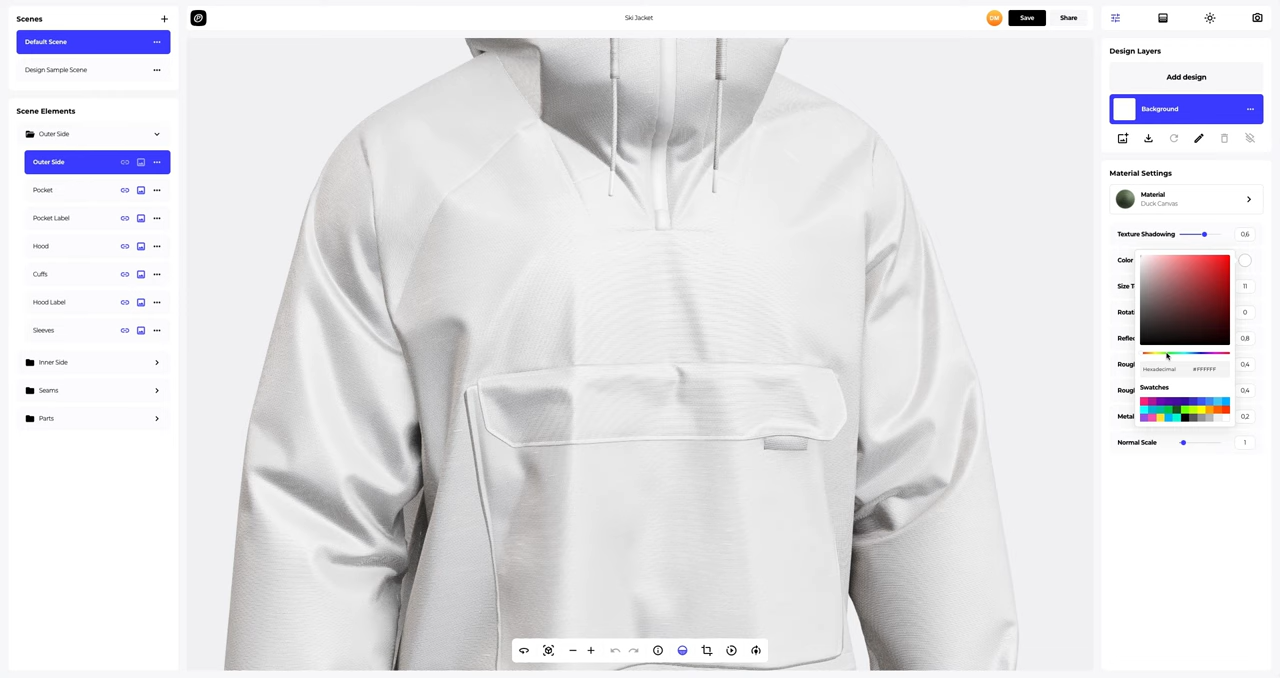 Scenes
Default Scene
Design Sample Scene
Scene Elements
Outer Side
Outer Side
Pocket
Pocket Label
Hood
Cuffs
Hood Label
Sleeves
Inner Side
Seams
Parts
Ski Jacket
DM
Save
Share
Design Layers
Add design
Background
Material Settings
Material
Duck Canvas
Texture Shadowing 0,6
Color
Size T 11
Rotati 0
Reflec 0,8
Rough 0,4
Rough 0,4
Metal 0,2
Normal Scale 1
Hexadecimal #FFFFFF
Swatches